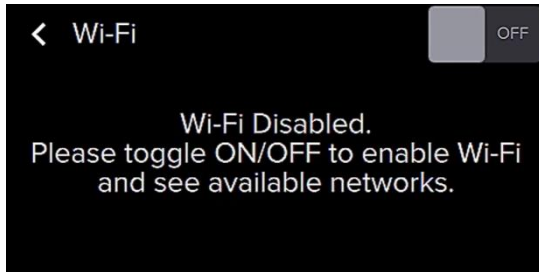 Wi-Fi
OFF
Wi-Fi Disabled.
Please toggle ON/OFF to enable Wi-Fi
and see available networks.